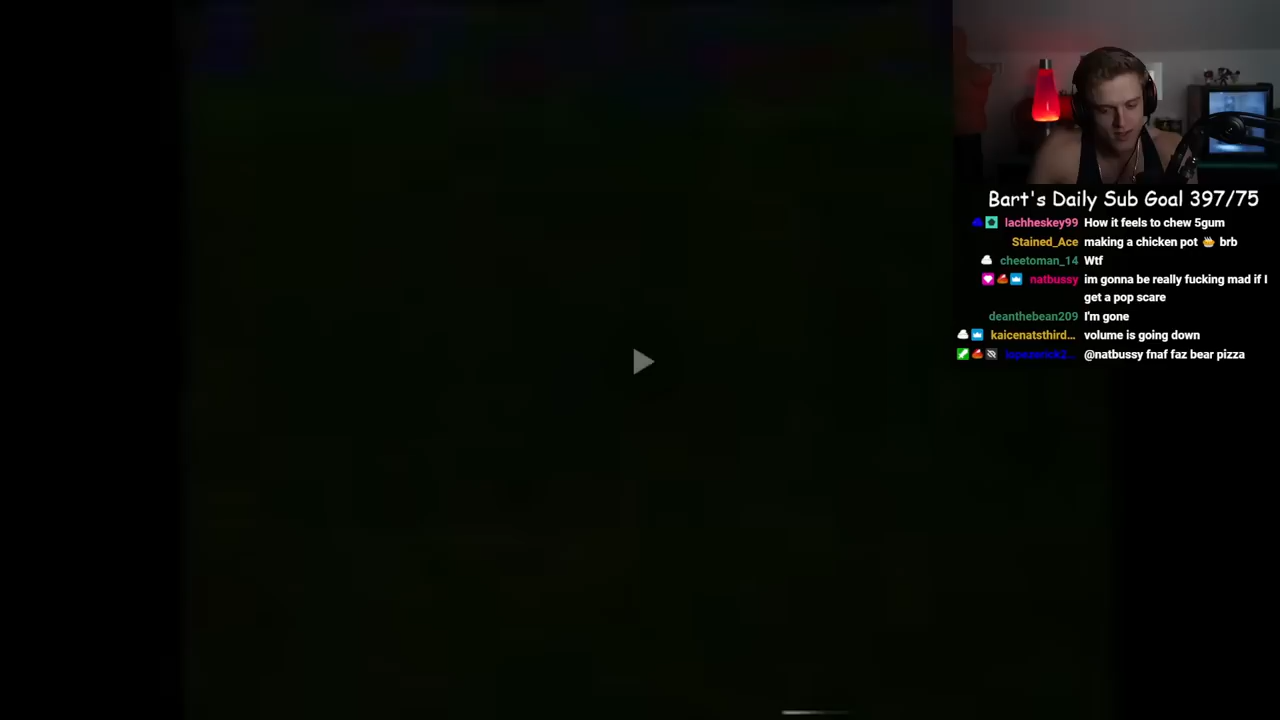 Bart's Daily Sub Goal 397/75
lachheskey99 How it feels to chew 5gum
Stained_Ace making a chicken pot 🥧 brb
cheetoman_14 Wtf
natbussy im gonna be really fucking mad if I
get a pop scare
deanthebean209 I'm gone
kaicenatsthird... volume is going down
@natbussy fnaf faz bear pizza